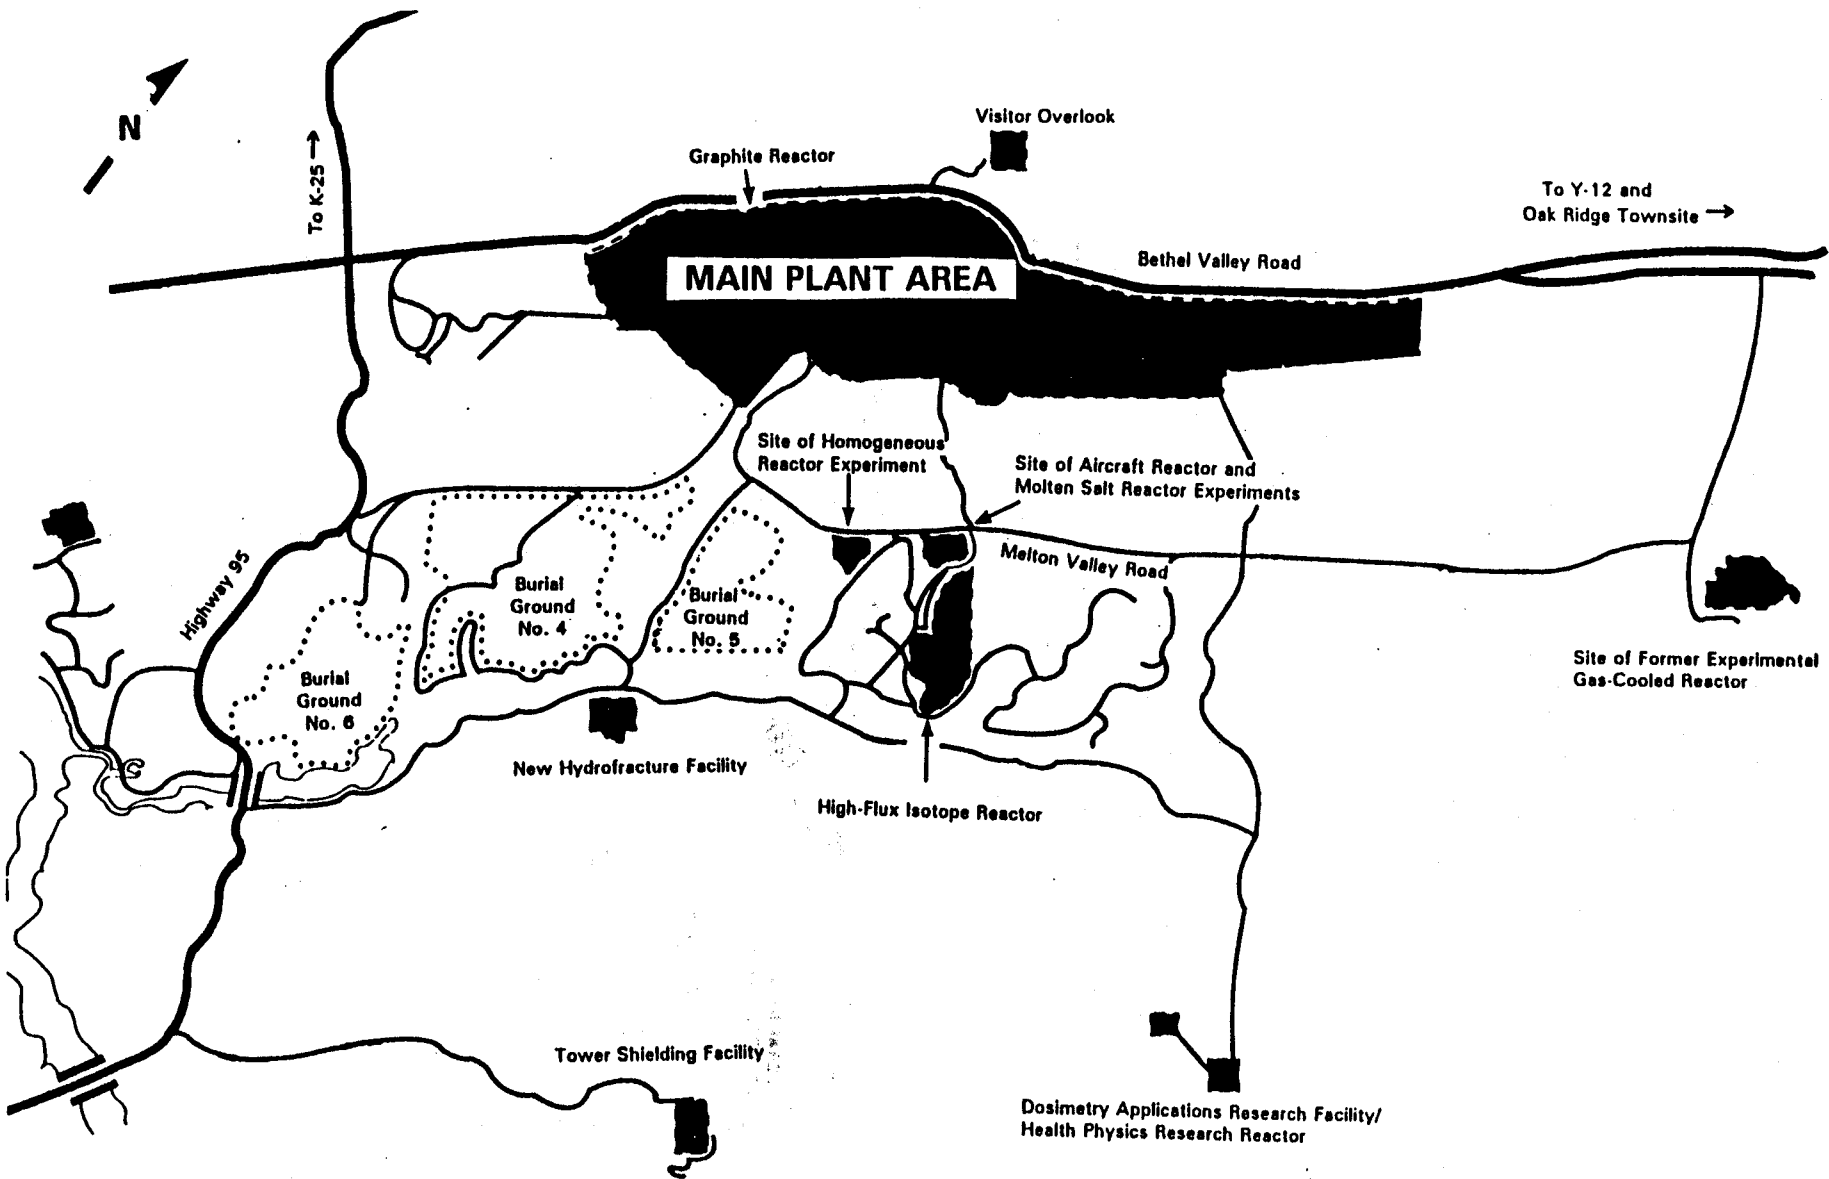 N
To K-25 →
Visitor Overlook
Graphite Reactor
To Y-12 and
Oak Ridge Townsite →
MAIN PLANT AREA
Bethel Valley Road
Site of Homogeneous
Reactor Experiment
Site of Aircraft Reactor and
Molten Salt Reactor Experiments
Highway 95
Melton Valley Road
Burial
Ground
No. 4
Burial
Ground
No. 5
Burial
Ground
No. 6
Site of Former Experimental
Gas-Cooled Reactor
New Hydrofracture Facility
High-Flux Isotope Reactor
Tower Shielding Facility
Dosimetry Applications Research Facility/
Health Physics Research Reactor